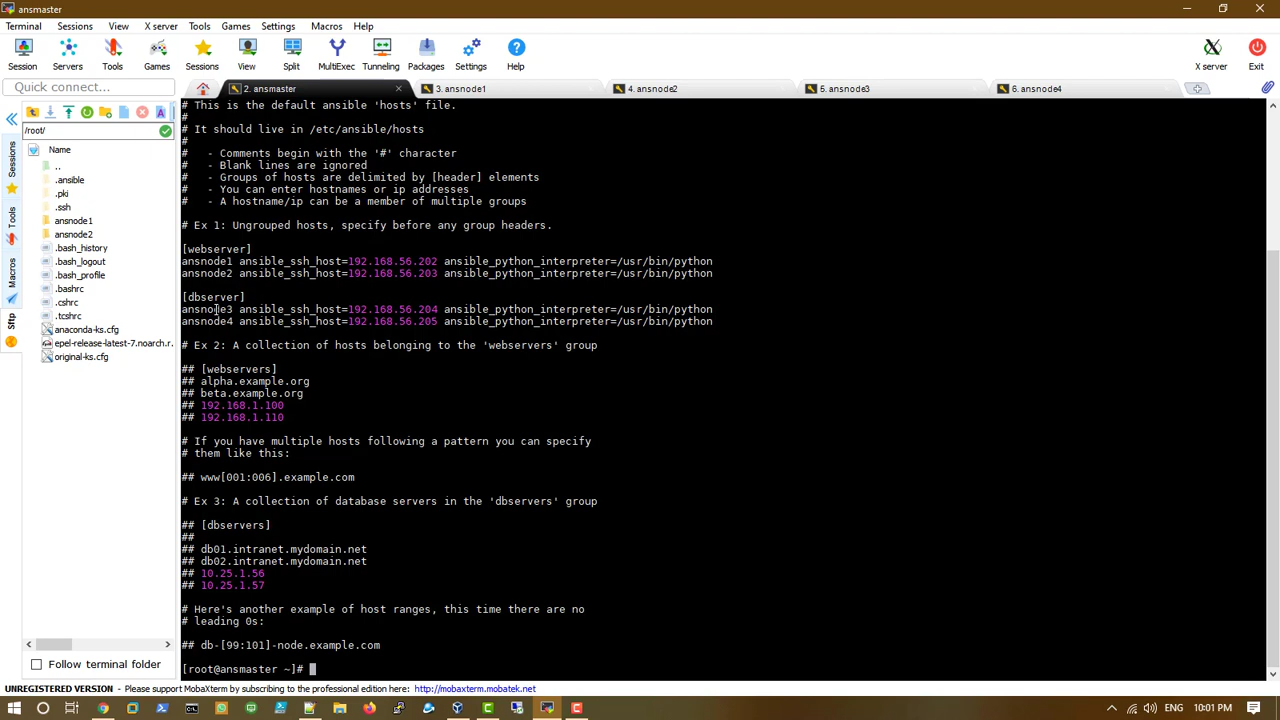 ansmaster
Terminal Sessions View X server Tools Games Settings Macros Help
Session Servers Tools Games Sessions View Split MultiExec Tunneling Packages Settings Help X server Exit
Quick connect...
2. ansmaster
3. ansnode1
4. ansnode2
5. ansnode3
6. ansnode4
/root/
Name
..
.ansible
.pki
.ssh
ansnode1
ansnode2
.bash_history
.bash_logout
.bash_profile
.bashrc
.cshrc
.tcshrc
anaconda-ks.cfg
epel-release-latest-7.noarch.r.
original-ks.cfg
Sessions
Tools
Macros
Sftp
Follow terminal folder
# This is the default ansible 'hosts' file.
#
# It should live in /etc/ansible/hosts
#
#   - Comments begin with the '#' character
#   - Blank lines are ignored
#   - Groups of hosts are delimited by [header] elements
#   - You can enter hostnames or ip addresses
#   - A hostname/ip can be a member of multiple groups
# Ex 1: Ungrouped hosts, specify before any group headers.
[webserver]
ansnode1 ansible_ssh_host=192.168.56.202 ansible_python_interpreter=/usr/bin/python
ansnode2 ansible_ssh_host=192.168.56.203 ansible_python_interpreter=/usr/bin/python
[dbserver]
ansnode3 ansible_ssh_host=192.168.56.204 ansible_python_interpreter=/usr/bin/python
ansnode4 ansible_ssh_host=192.168.56.205 ansible_python_interpreter=/usr/bin/python
# Ex 2: A collection of hosts belonging to the 'webservers' group
## [webservers]
## alpha.example.org
## beta.example.org
## 192.168.1.100
## 192.168.1.110
# If you have multiple hosts following a pattern you can specify
# them like this:
## www[001:006].example.com
# Ex 3: A collection of database servers in the 'dbservers' group
## [dbservers]
##
## db01.intranet.mydomain.net
## db02.intranet.mydomain.net
## 10.25.1.56
## 10.25.1.57
# Here's another example of host ranges, this time there are no
# leading 0s:
## db-[99:101]-node.example.com
[root@ansmaster ~]#
UNREGISTERED VERSION - Please support MobaXterm by subscribing to the professional edition here: http://mobaxterm.mobatek.net
ENG 10:01 PM